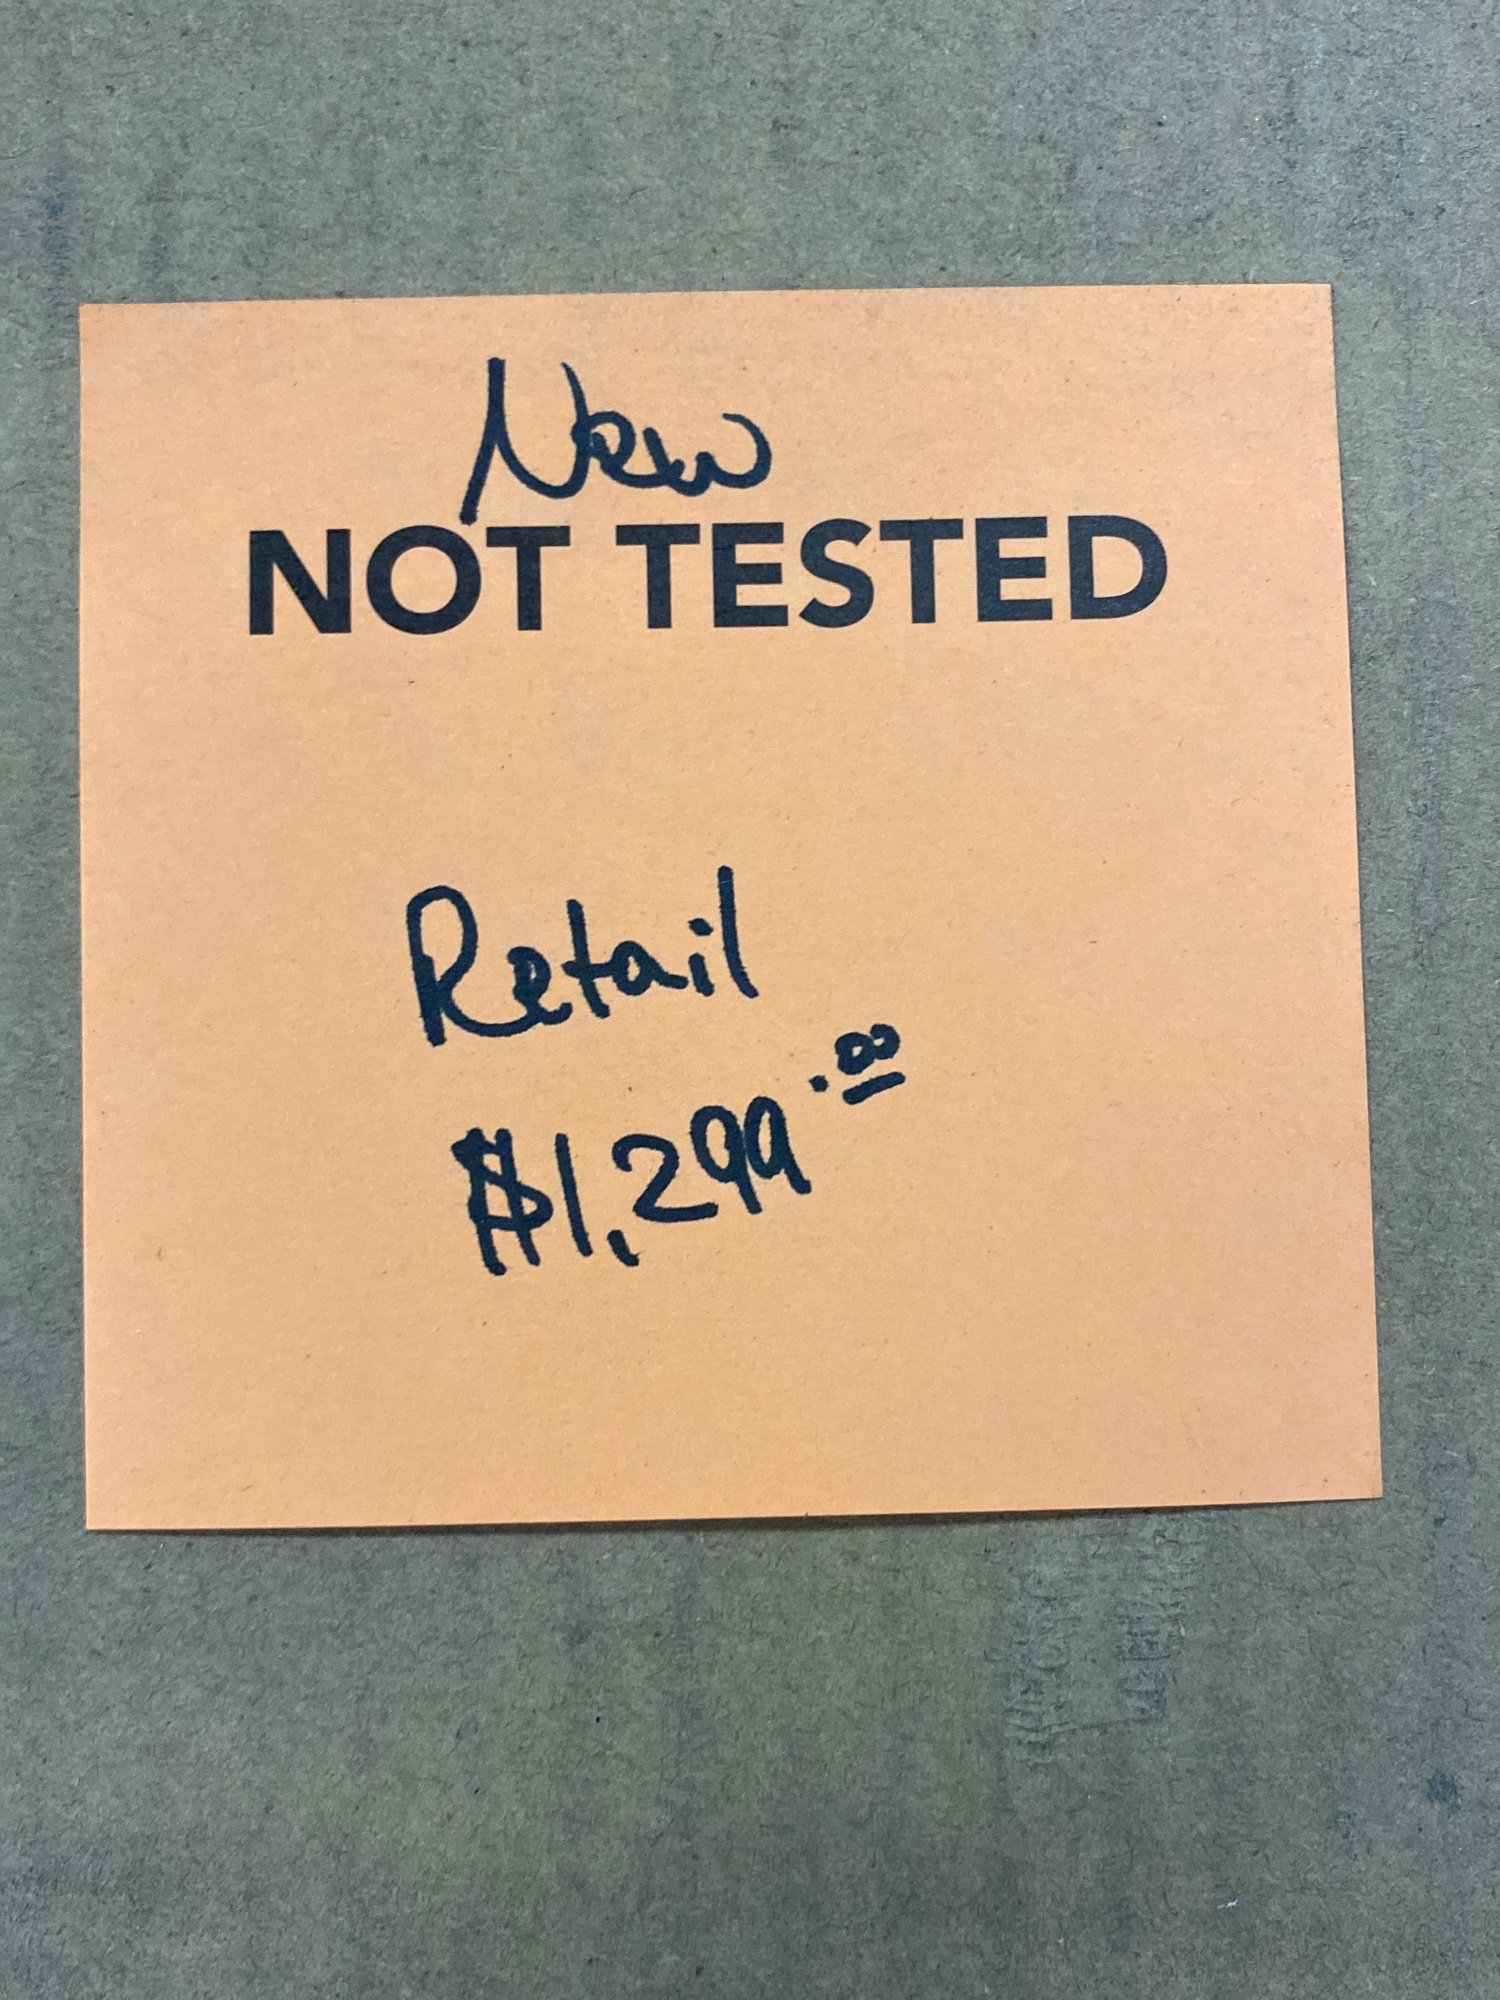 New
NOT TESTED
Retail
$1,299.00